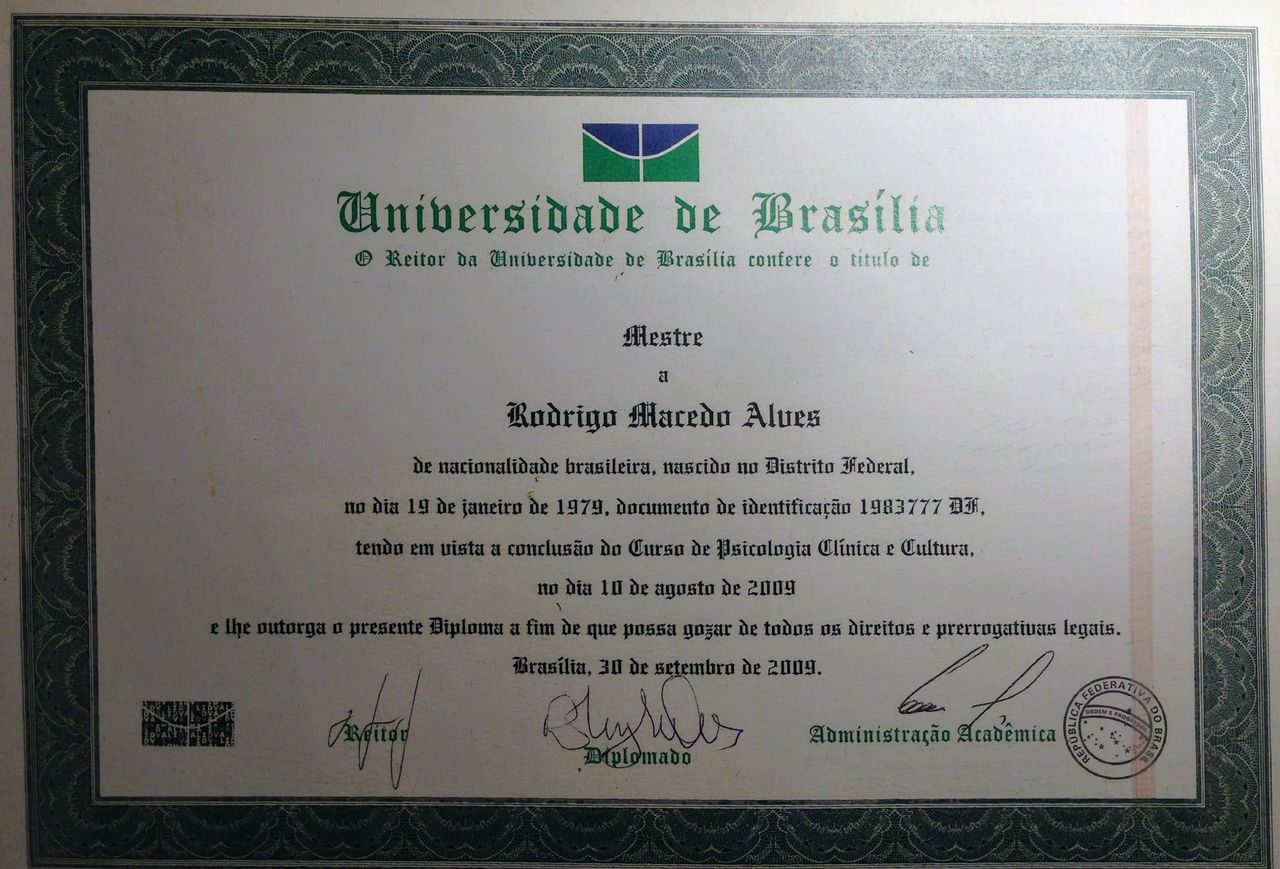 Universidade de Brasília
O Reitor da Universidade de Brasília confere o título de
Mestre
a
Rodrigo Macedo Alves
de nacionalidade brasileira, nascido no Distrito Federal,
no dia 19 de janeiro de 1979, documento de identificação 1983777 DF,
tendo em vista a conclusão do Curso de Psicologia Clínica e Cultura,
no dia 10 de agosto de 2009
e lhe outorga o presente Diploma a fim de que possa gozar de todos os direitos e prerrogativas legais.
Brasília, 30 de setembro de 2009.
Reitor
Diplomado
Administração Acadêmica
REPÚBLICA FEDERATIVA DO BRASIL
ORDEM E PROGRESSO